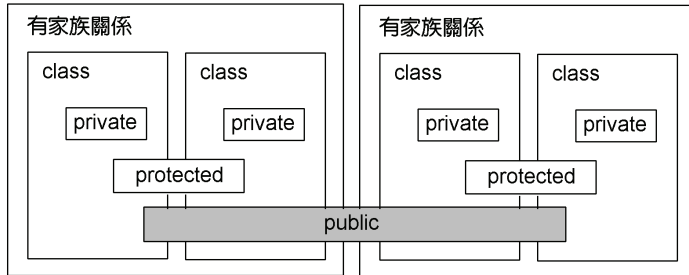 有家族關係
有家族關係
class
class
class
class
private
private
private
private
protected
protected
public